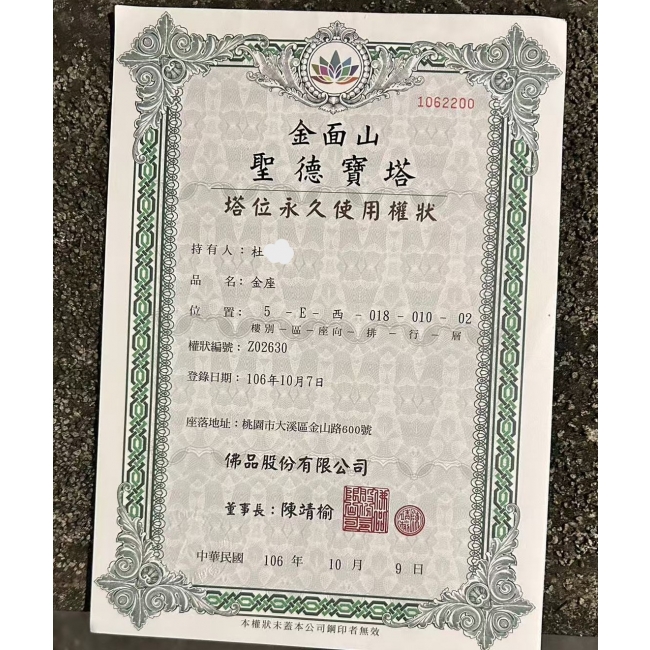 1062200
金面山
聖德寶塔
塔位永久使用權狀
持有人：杜
品　名：金座
位　置：5 - E - 西 - 018 - 010 - 02
樓別 — 區 — 座向 — 排 — 行 — 層
權狀編號：Z02630
登錄日期：106年10月7日
座落地址：桃園市大溪區金山路600號
佛品股份有限公司
董事長：陳靖榆
中華民國 106 年 10 月 9 日
本權狀未蓋本公司鋼印者無效